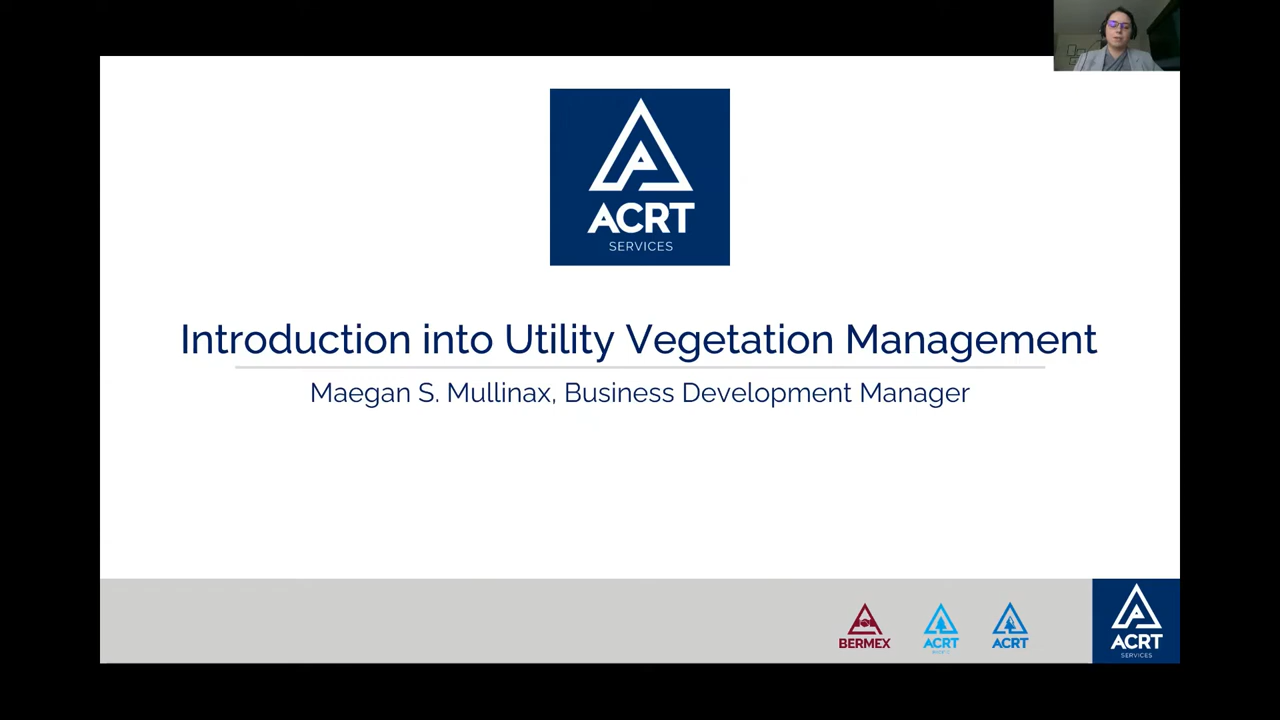 ACRT
SERVICES
Introduction into Utility Vegetation Management
Maegan S. Mullinax, Business Development Manager
BERMEX
ACRT
ACRT
ACRT
SERVICES